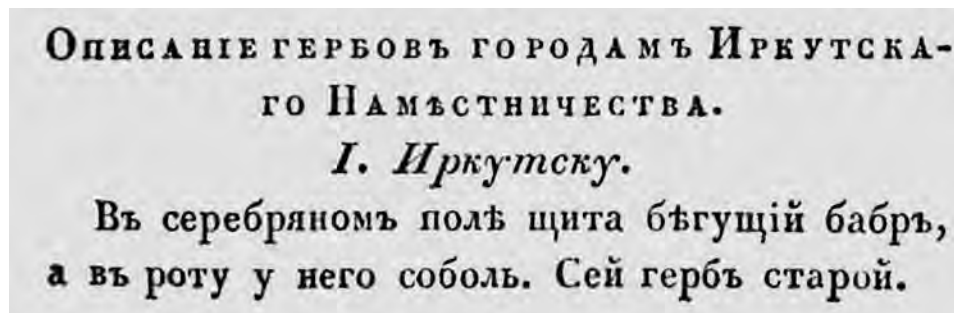 Описаніе гербовъ городамъ Иркутска-
го Намѣстничества.
I. Иркутску.
Въ серебряномъ полѣ щита бѣгущій бабръ,
а въ роту у него соболь. Сей гербъ старой.